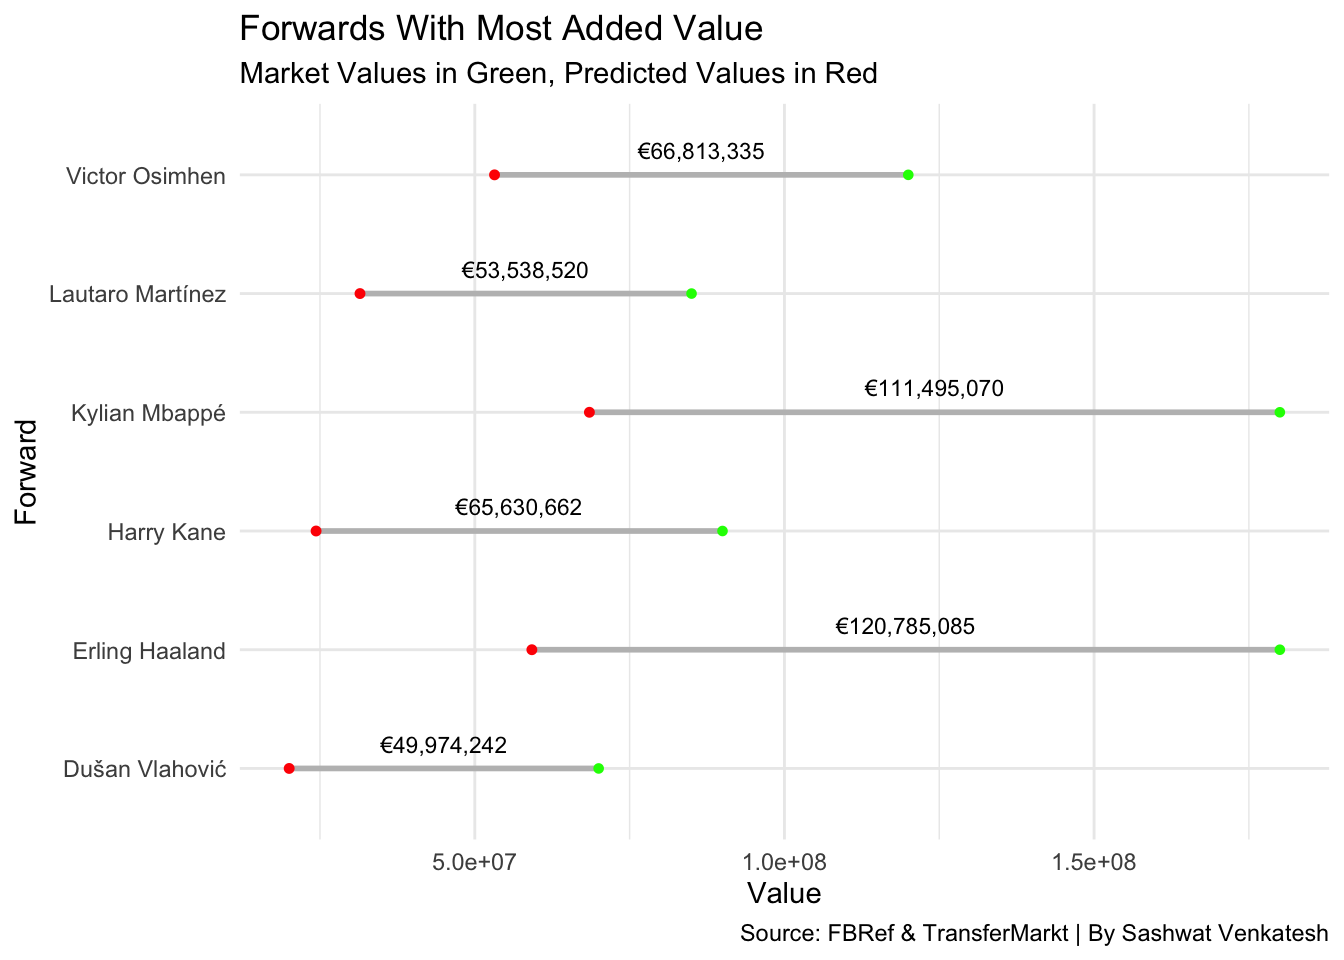 Forwards With Most Added Value
Market Values in Green, Predicted Values in Red
Victor Osimhen
€66,813,335
Lautaro Martínez
€53,538,520
Kylian Mbappé
€111,495,070
Forward
Harry Kane
€65,630,662
Erling Haaland
€120,785,085
Dušan Vlahović
€49,974,242
5.0e+07 1.0e+08 1.5e+08
Value
Source: FBRef & TransferMarkt | By Sashwat Venkatesh